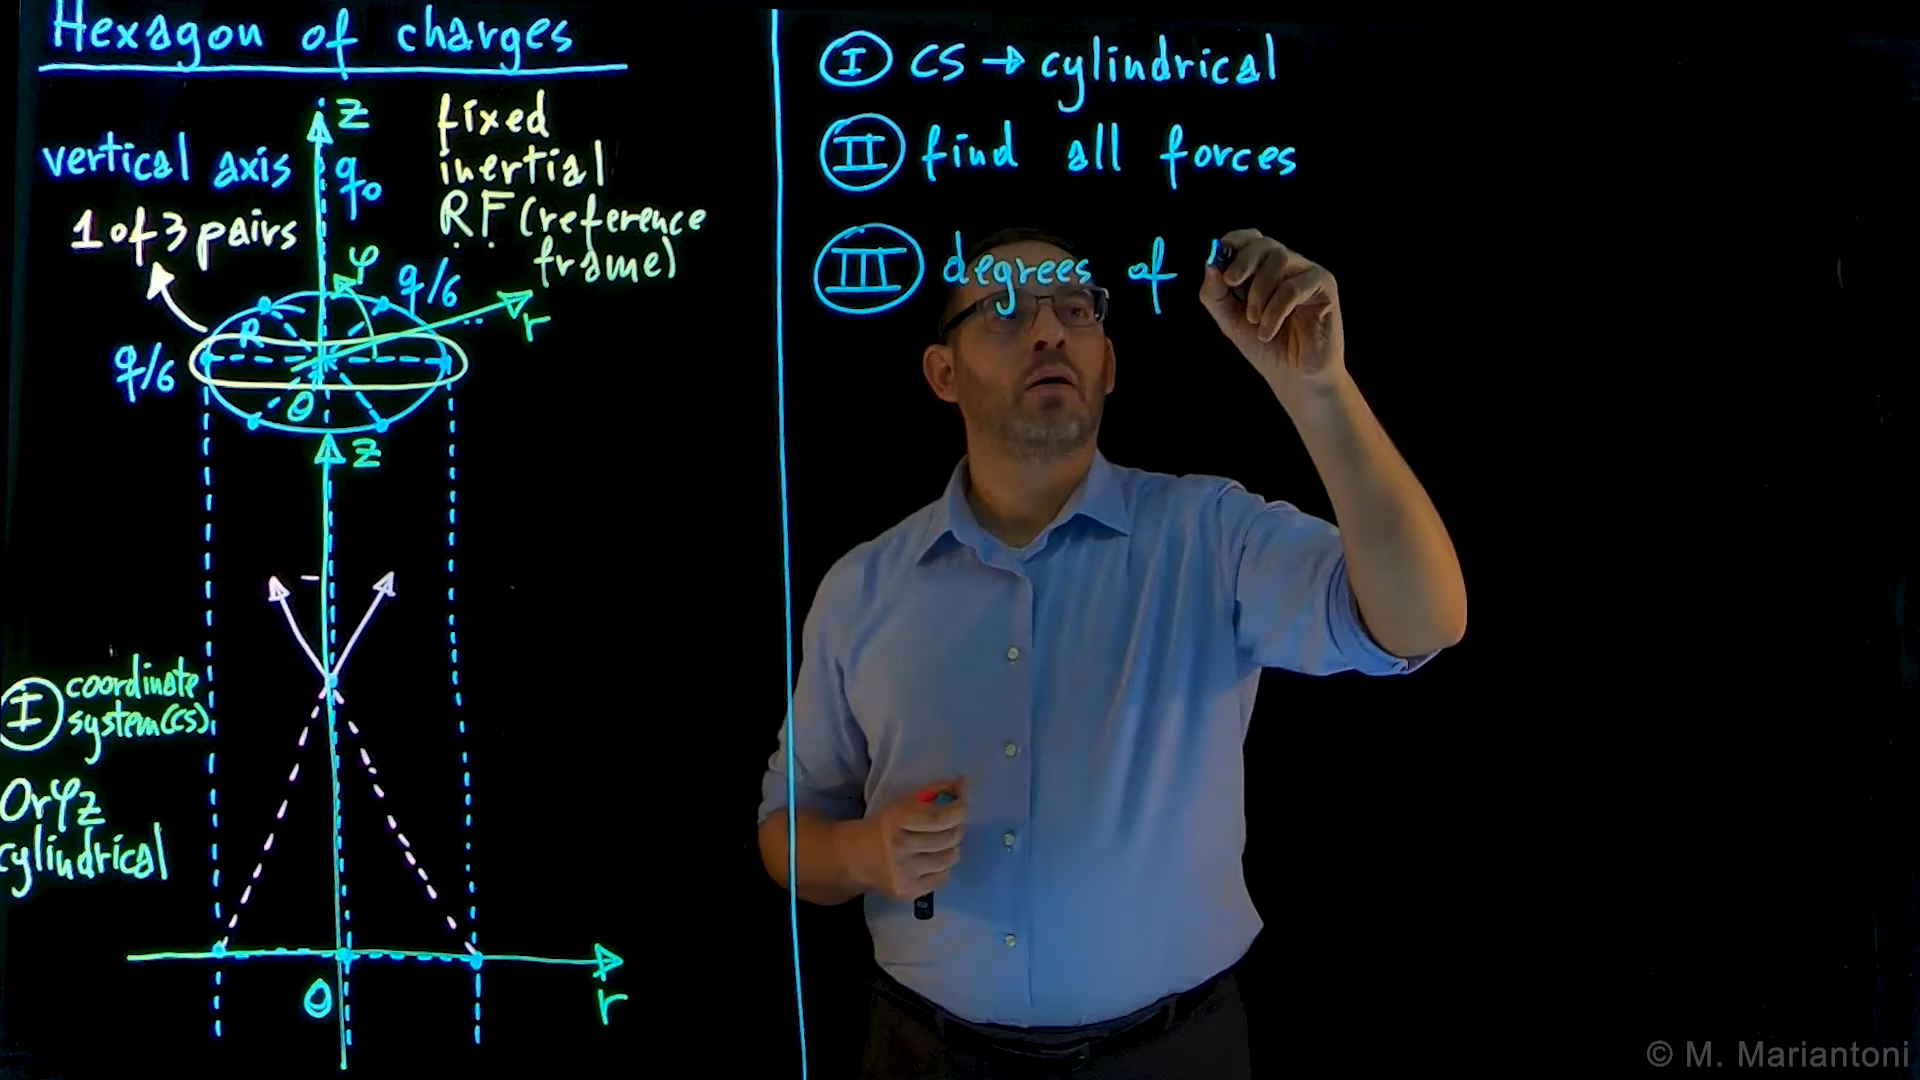 Hexagon of charges
z
vertical axis
q₀
fixed
inertial
R.F. (reference
frame)
1 of 3 pairs
φ
q/6
r
R
q/6
O
z
I coordinate
system (CS)
Orφz
cylindrical
O
r
I CS → cylindrical
II find all forces
III degrees of
© M. Mariantoni